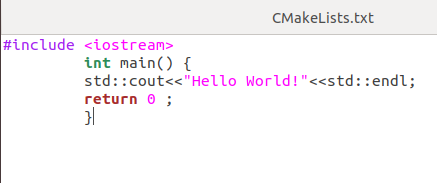 CMakeLists.txt
#include <iostream>
int main() {
std::cout<<"Hello World!"<<std::endl;
return 0 ;
}